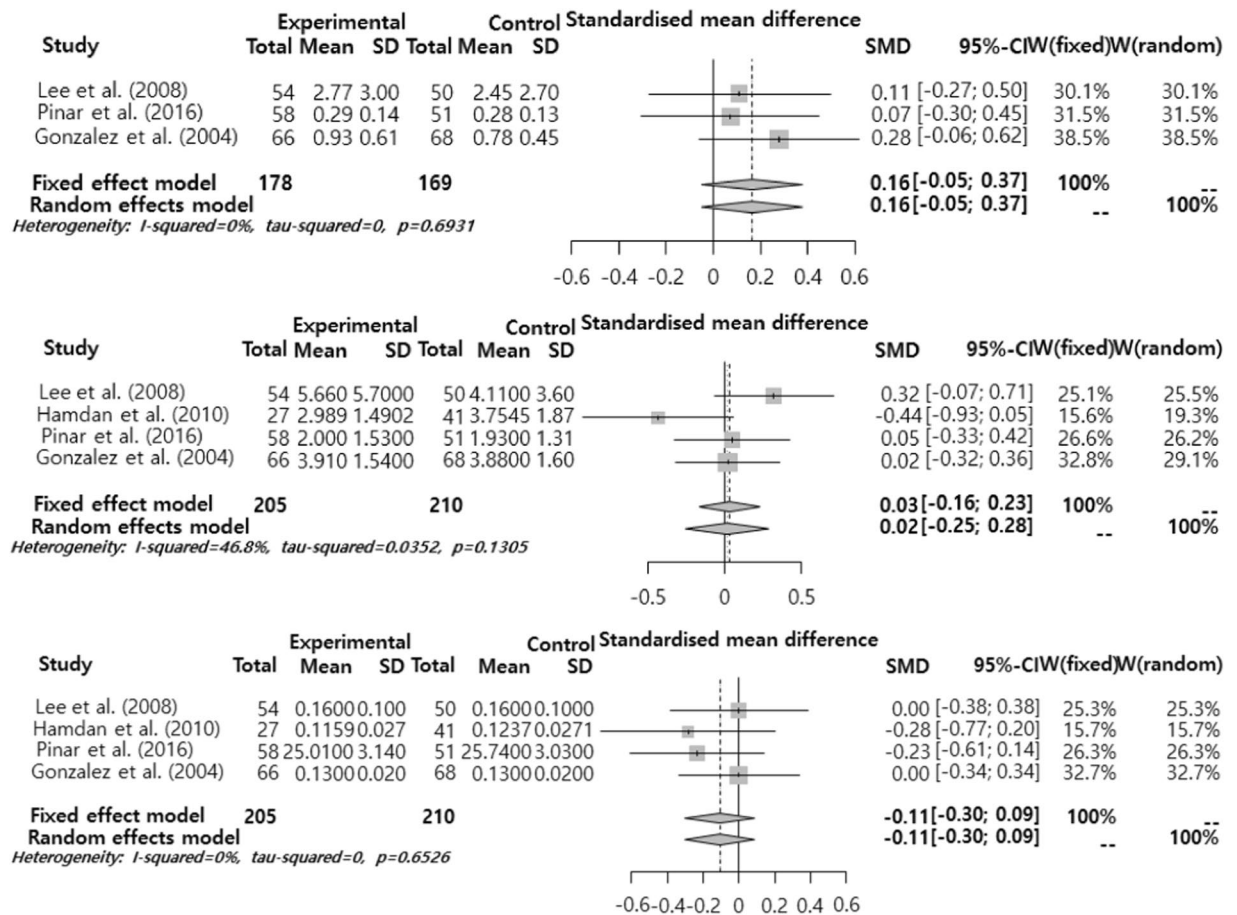 Experimental Control Standardised mean difference
Study Total Mean SD Total Mean SD SMD 95%-CI W(fixed) W(random)
Lee et al. (2008) 54 2.77 3.00 50 2.45 2.70 0.11 [-0.27; 0.50] 30.1% 30.1%
Pinar et al. (2016) 58 0.29 0.14 51 0.28 0.13 0.07 [-0.30; 0.45] 31.5% 31.5%
Gonzalez et al. (2004) 66 0.93 0.61 68 0.78 0.45 0.28 [-0.06; 0.62] 38.5% 38.5%
Fixed effect model 178 169 0.16 [-0.05; 0.37] 100% --
Random effects model 0.16 [-0.05; 0.37] -- 100%
Heterogeneity: I-squared=0%, tau-squared=0, p=0.6931
-0.6 -0.4 -0.2 0 0.2 0.4 0.6
Experimental Control Standardised mean difference
Study Total Mean SD Total Mean SD SMD 95%-CI W(fixed) W(random)
Lee et al. (2008) 54 5.660 5.7000 50 4.1100 3.60 0.32 [-0.07; 0.71] 25.1% 25.5%
Hamdan et al. (2010) 27 2.989 1.4902 41 3.7545 1.87 -0.44 [-0.93; 0.05] 15.6% 19.3%
Pinar et al. (2016) 58 2.000 1.5300 51 1.9300 1.31 0.05 [-0.33; 0.42] 26.6% 26.2%
Gonzalez et al. (2004) 66 3.910 1.5400 68 3.8800 1.60 0.02 [-0.32; 0.36] 32.8% 29.1%
Fixed effect model 205 210 0.03 [-0.16; 0.23] 100% --
Random effects model 0.02 [-0.25; 0.28] -- 100%
Heterogeneity: I-squared=46.8%, tau-squared=0.0352, p=0.1305
-0.5 0 0.5
Experimental Control Standardised mean difference
Study Total Mean SD Total Mean SD SMD 95%-CI W(fixed) W(random)
Lee et al. (2008) 54 0.1600 0.100 50 0.1600 0.1000 0.00 [-0.38; 0.38] 25.3% 25.3%
Hamdan et al. (2010) 27 0.1159 0.027 41 0.1237 0.0271 -0.28 [-0.77; 0.20] 15.7% 15.7%
Pinar et al. (2016) 58 25.0100 3.140 51 25.7400 3.0300 -0.23 [-0.61; 0.14] 26.3% 26.3%
Gonzalez et al. (2004) 66 0.1300 0.020 68 0.1300 0.0200 0.00 [-0.34; 0.34] 32.7% 32.7%
Fixed effect model 205 210 -0.11 [-0.30; 0.09] 100% --
Random effects model -0.11 [-0.30; 0.09] -- 100%
Heterogeneity: I-squared=0%, tau-squared=0, p=0.6526
-0.6 -0.4 -0.2 0 0.2 0.4 0.6